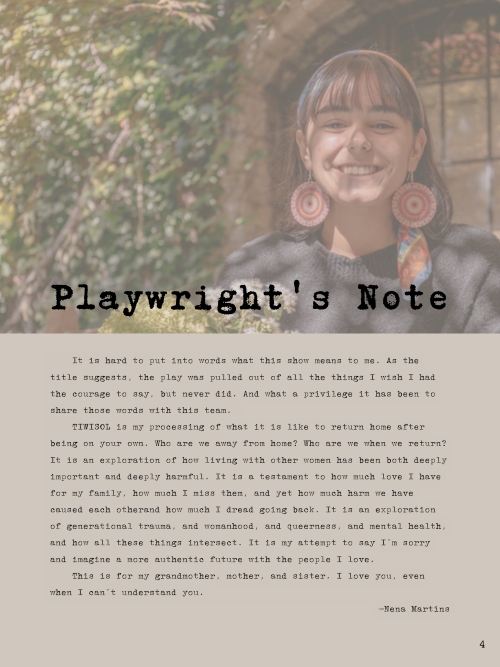 Playwright's Note
It is hard to put into words what this show means to me. As the
title suggests, the play was pulled out of all the things I wish I had
the courage to say, but never did. And what a privilege it has been to
share those words with this team.
TIWISOL is my processing of what it is like to return home after
being on your own. Who are we away from home? Who are we when we return?
It is an exploration of how living with other women has been both deeply
important and deeply harmful. It is a testament to how much love I have
for my family, how much I miss them, and yet how much harm we have
caused each otherand how much I dread going back. It is an exploration
of generational trauma, and womanhood, and queerness, and mental health,
and how all these things intersect. It is my attempt to say I'm sorry
and imagine a more authentic future with the people I love.
This is for my grandmother, mother, and sister. I love you, even
when I can't understand you.
—Nena Martins
4